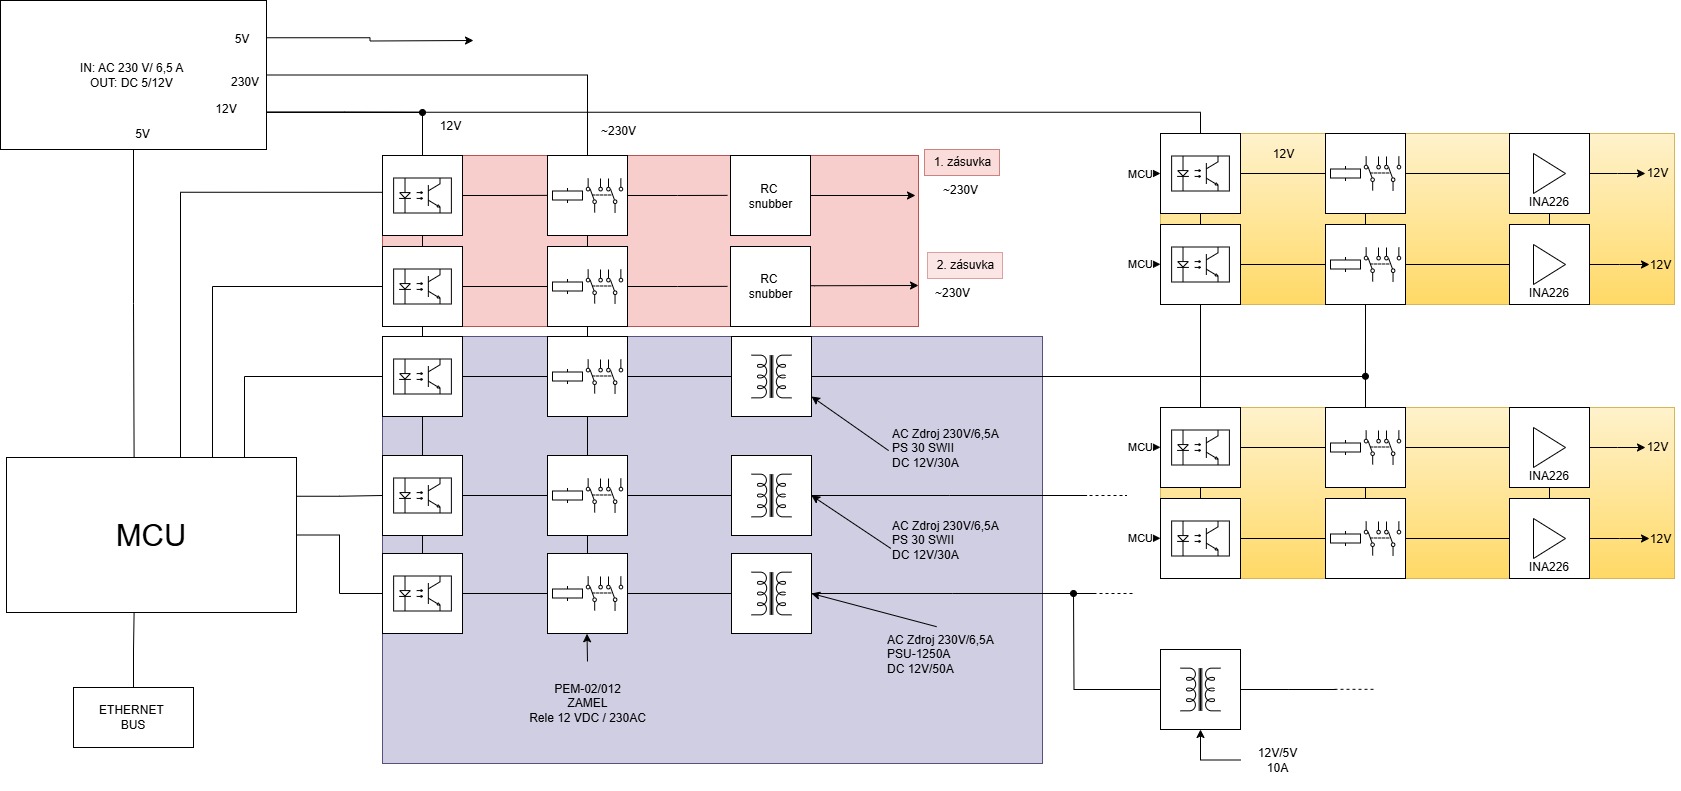 5V
IN: AC 230 V/ 6,5 A
OUT: DC 5/12V
230V
12V
5V
12V
~230V
1. zásuvka
~230V
RC
snubber
2. zásuvka
~230V
RC
snubber
AC Zdroj 230V/6,5A
PS 30 SWII
DC 12V/30A
AC Zdroj 230V/6,5A
PS 30 SWII
DC 12V/30A
AC Zdroj 230V/6,5A
PSU-1250A
DC 12V/50A
PEM-02/012
ZAMEL
Rele 12 VDC / 230AC
MCU
ETHERNET
BUS
12V
MCU
INA226
12V
MCU
INA226
12V
MCU
INA226
12V
MCU
INA226
12V
12V/5V
10A